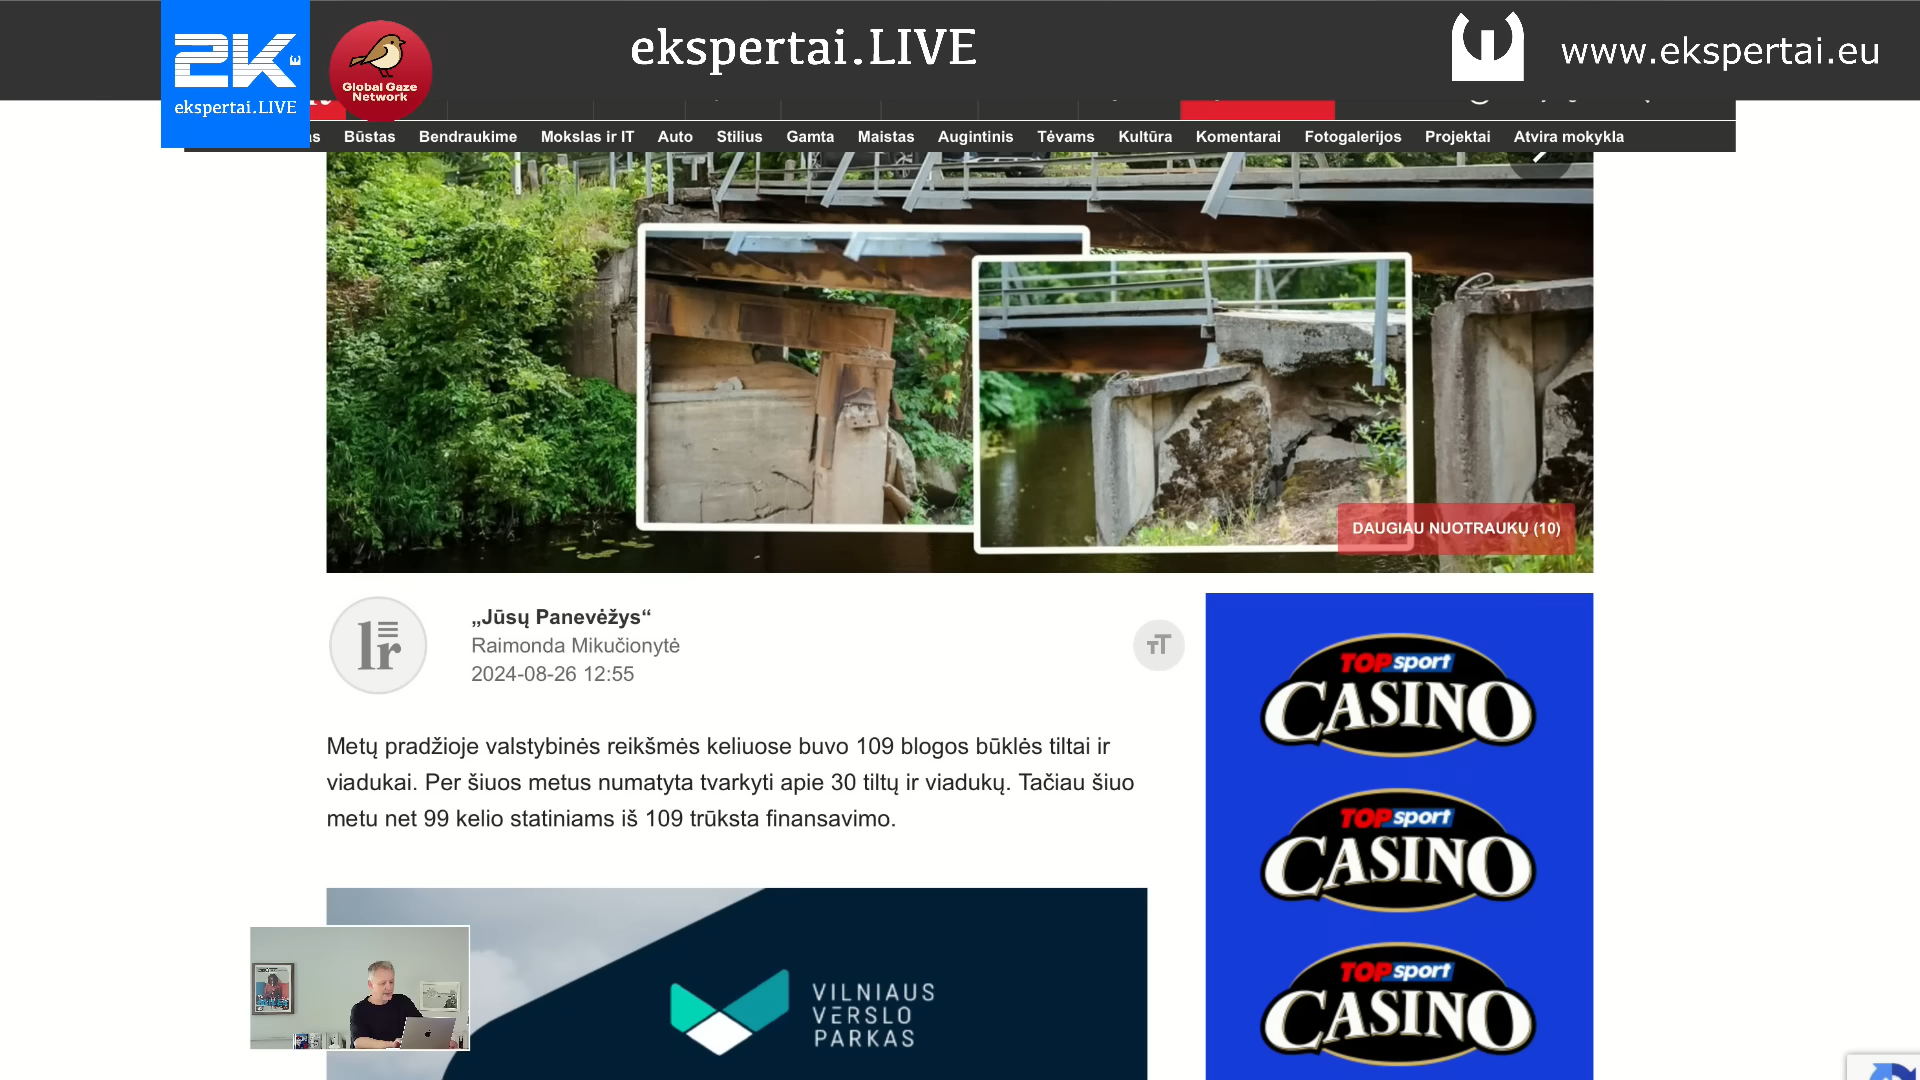 2K
ekspertai.LIVE
Global Gaze
Network
ekspertai.LIVE
www.ekspertai.eu
Būstas Bendraukime Mokslas ir IT Auto Stilius Gamta Maistas Augintinis Tėvams Kultūra Komentarai Fotogalerijos Projektai Atvira mokykla
DAUGIAU NUOTRAUKŲ (10)
lr
„Jūsų Panevėžys“
Raimonda Mikučionytė
2024-08-26 12:55
TT
Metų pradžioje valstybinės reikšmės keliuose buvo 109 blogos būklės tiltai ir
viadukai. Per šiuos metus numatyta tvarkyti apie 30 tiltų ir viadukų. Tačiau šiuo
metu net 99 kelio statiniams iš 109 trūksta finansavimo.
TOPsport
CASINO
TOPsport
CASINO
TOPsport
CASINO
VILNIAUS
VERSLO
PARKAS